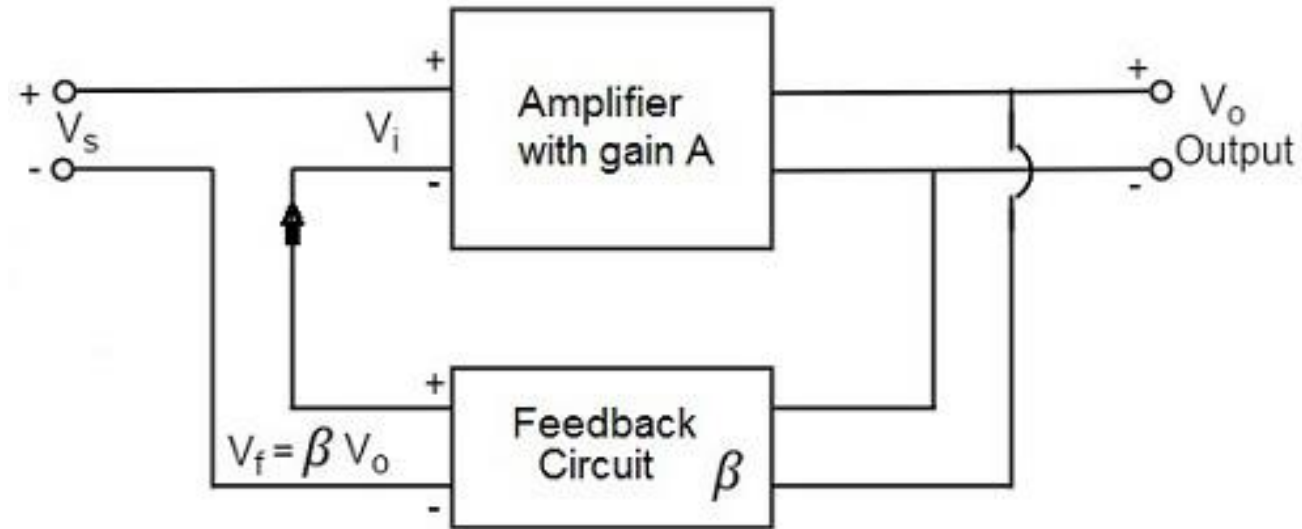 +
Vs
-
+
Vi
-
Amplifier
with gain A
+
Vo
Output
-
+
Vf = β Vo
-
Feedback
Circuit β